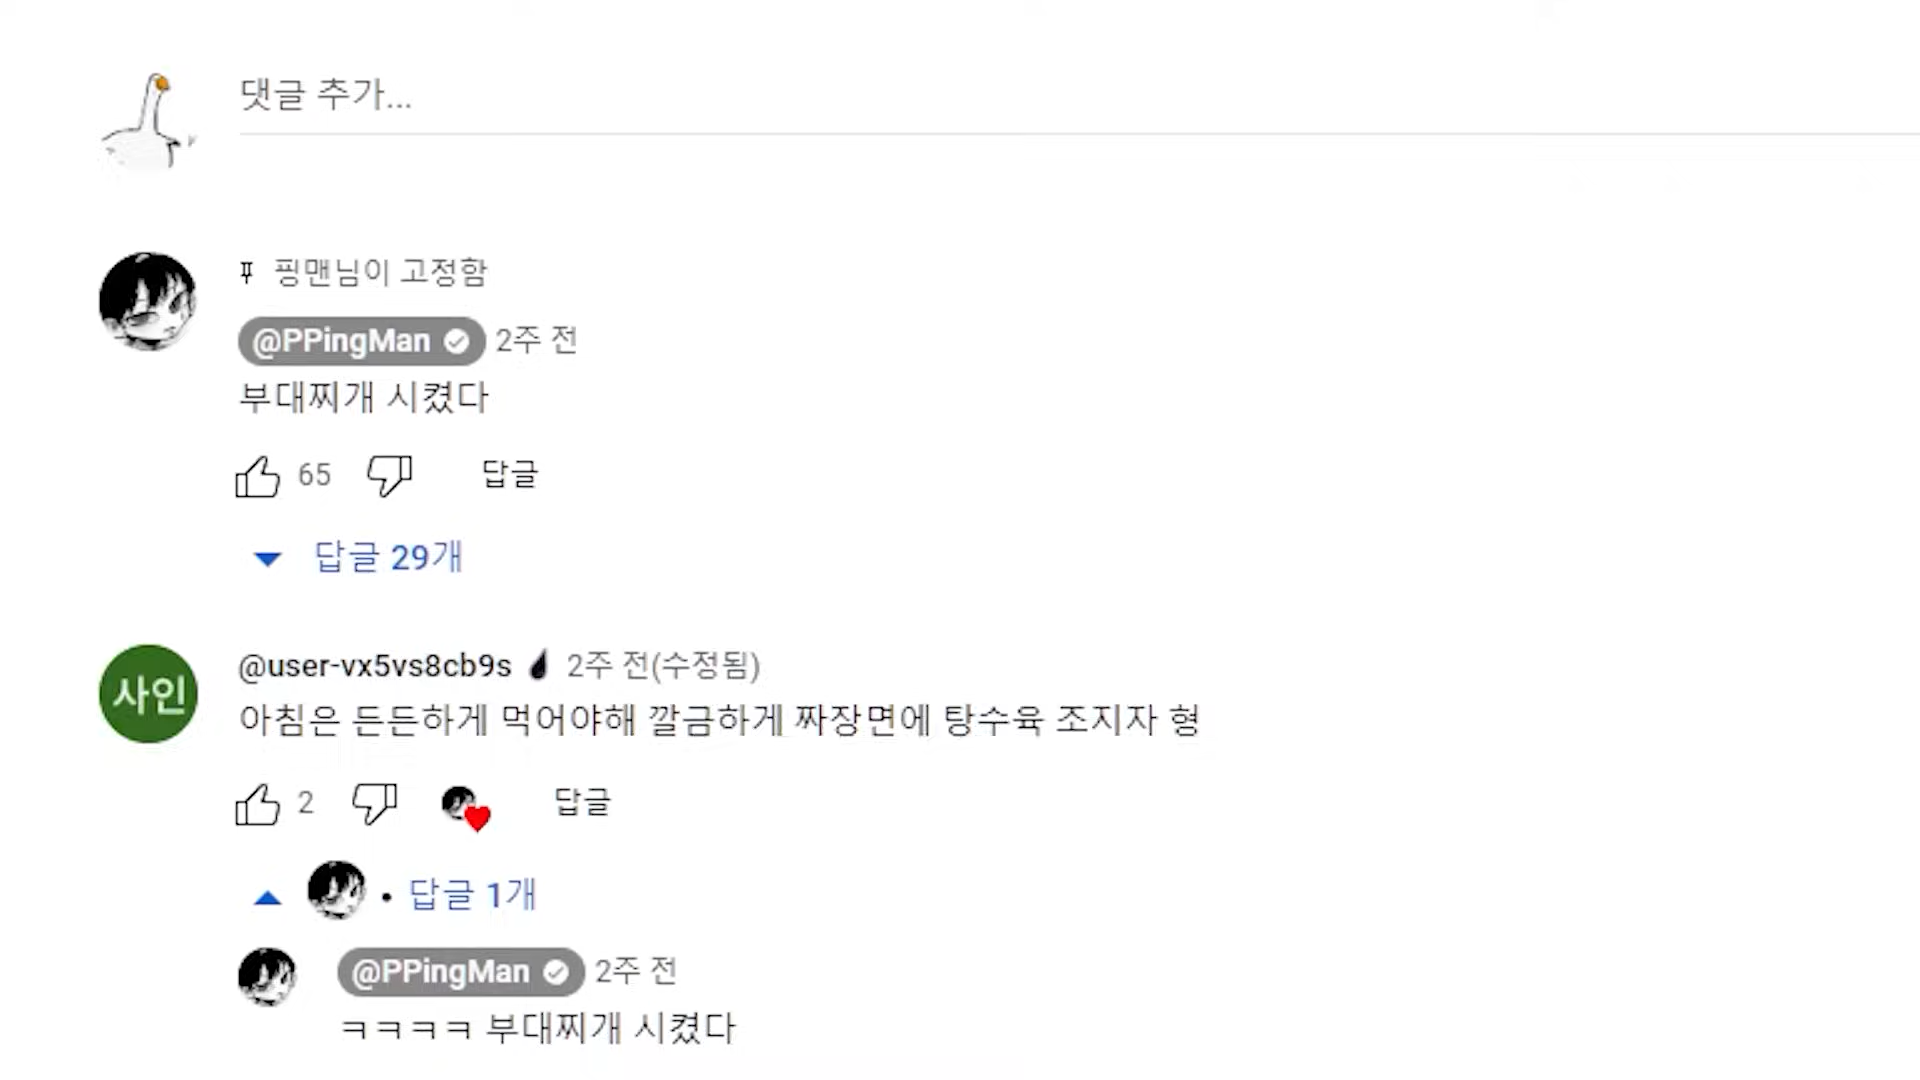 댓글 추가...
핑맨님이 고정함
@PPingMan 2주 전
부대찌개 시켰다
65 답글
답글 29개
사인
@user-vx5vs8cb9s 2주 전(수정됨)
아침은 든든하게 먹어야해 깔금하게 짜장면에 탕수육 조지자 형
2 답글
답글 1개
@PPingMan 2주 전
ㅋㅋㅋㅋ 부대찌개 시켰다